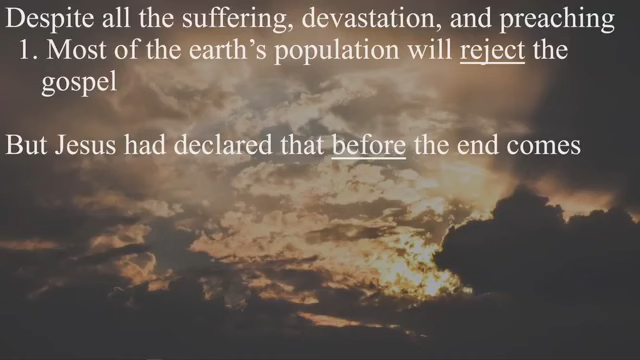 Despite all the suffering, devastation, and preaching
1. Most of the earth’s population will reject the
gospel
But Jesus had declared that before the end comes